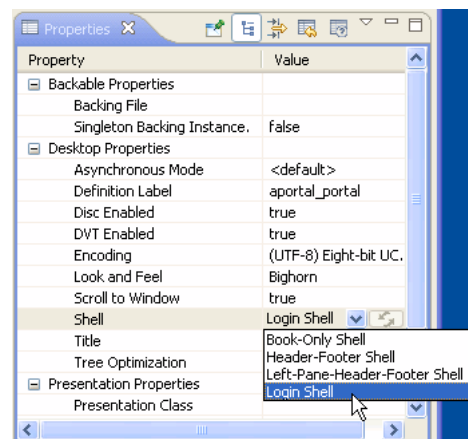 Properties
Property Value
Backable Properties
Backing File
Singleton Backing Instance. false
Desktop Properties
Asynchronous Mode <default>
Definition Label aportal_portal
Disc Enabled true
DVT Enabled true
Encoding (UTF-8) Eight-bit UC.
Look and Feel Bighorn
Scroll to Window true
Shell Login Shell
Title Book-Only Shell
Header-Footer Shell
Tree Optimization Left-Pane-Header-Footer Shell
Presentation Properties Login Shell
Presentation Class